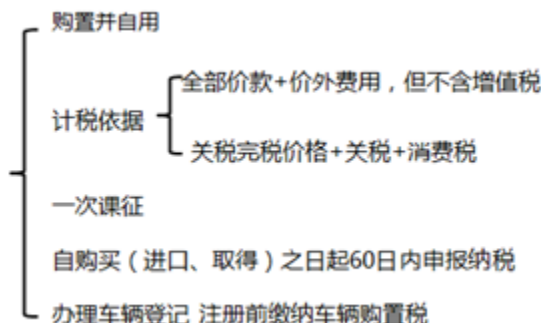 购置并自用
全部价款+价外费用，但不含增值税
计税依据
关税完税价格+关税+消费税
一次课征
自购买（进口、取得）之日起60日内申报纳税
办理车辆登记 注册前缴纳车辆购置税